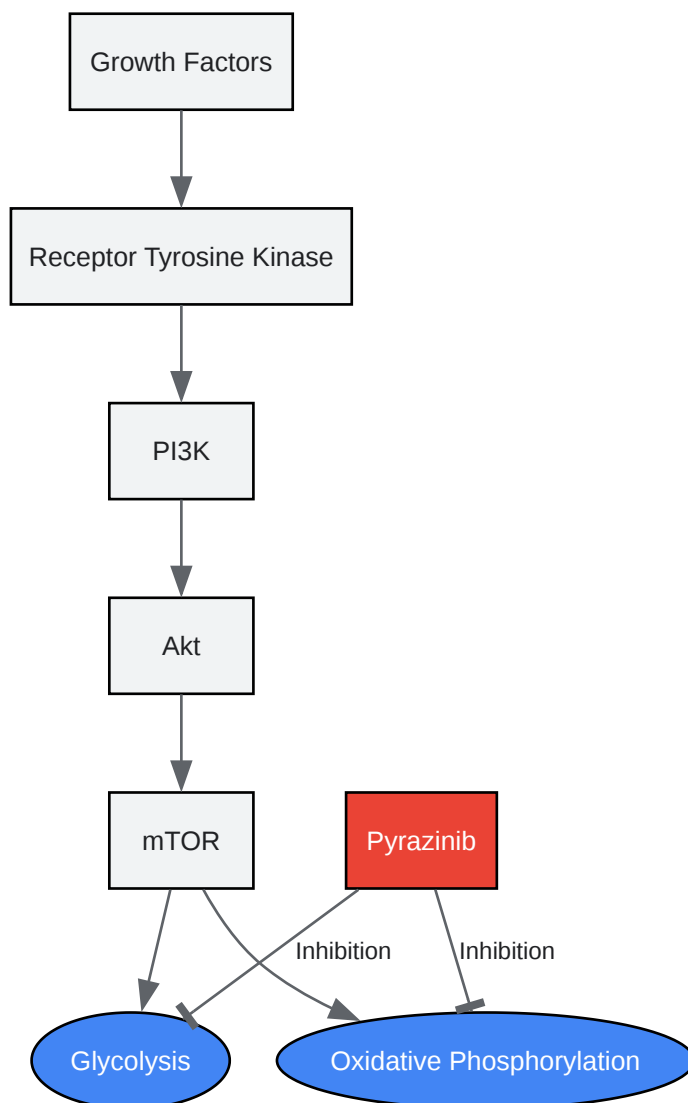 Growth Factors
Receptor Tyrosine Kinase
PI3K
Akt
mTOR
Pyrazinib
Inhibition
Inhibition
Glycolysis
Oxidative Phosphorylation